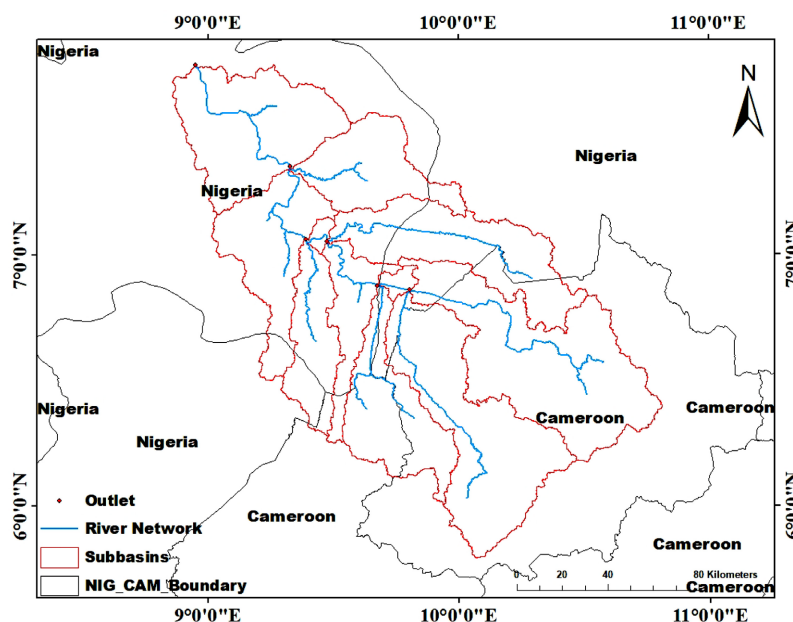 9°0'0"E 10°0'0"E 11°0'0"E
Nigeria
N
Nigeria
Nigeria
7°0'0"N 7°0'0"N
Nigeria
Cameroon
Cameroon
Nigeria
Outlet
Cameroon
6°0'0"N 6°0'0"N
River Network
Cameroon
Subbasins
0 20 40 80 Kilometers
NIG_CAM_Boundary
Cameroon
9°0'0"E 10°0'0"E 11°0'0"E